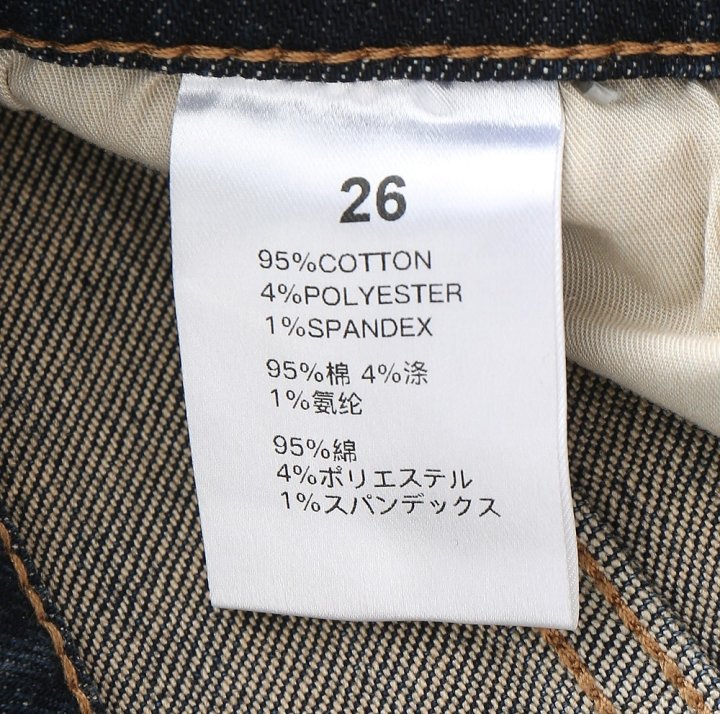 26
95%COTTON
4%POLYESTER
1%SPANDEX
95%棉 4%涤
1%氨纶
95%綿
4%ポリエステル
1%スパンデックス